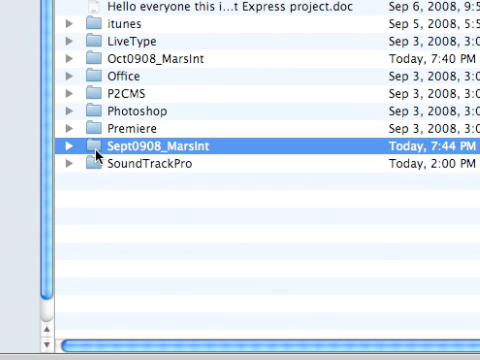 Hello everyone this i...t Express project.doc Sep 6, 2008, 9:5
itunes Sep 5, 2008, 5:5
LiveType Sep 3, 2008, 3:0
Oct0908_MarsInt Today, 7:40 PM
Office Sep 3, 2008, 3:0
P2CMS Sep 3, 2008, 3:0
Photoshop Sep 3, 2008, 3:0
Premiere Sep 3, 2008, 3:0
Sept0908_MarsInt Today, 7:44 PM
SoundTrackPro Today, 2:00 PM